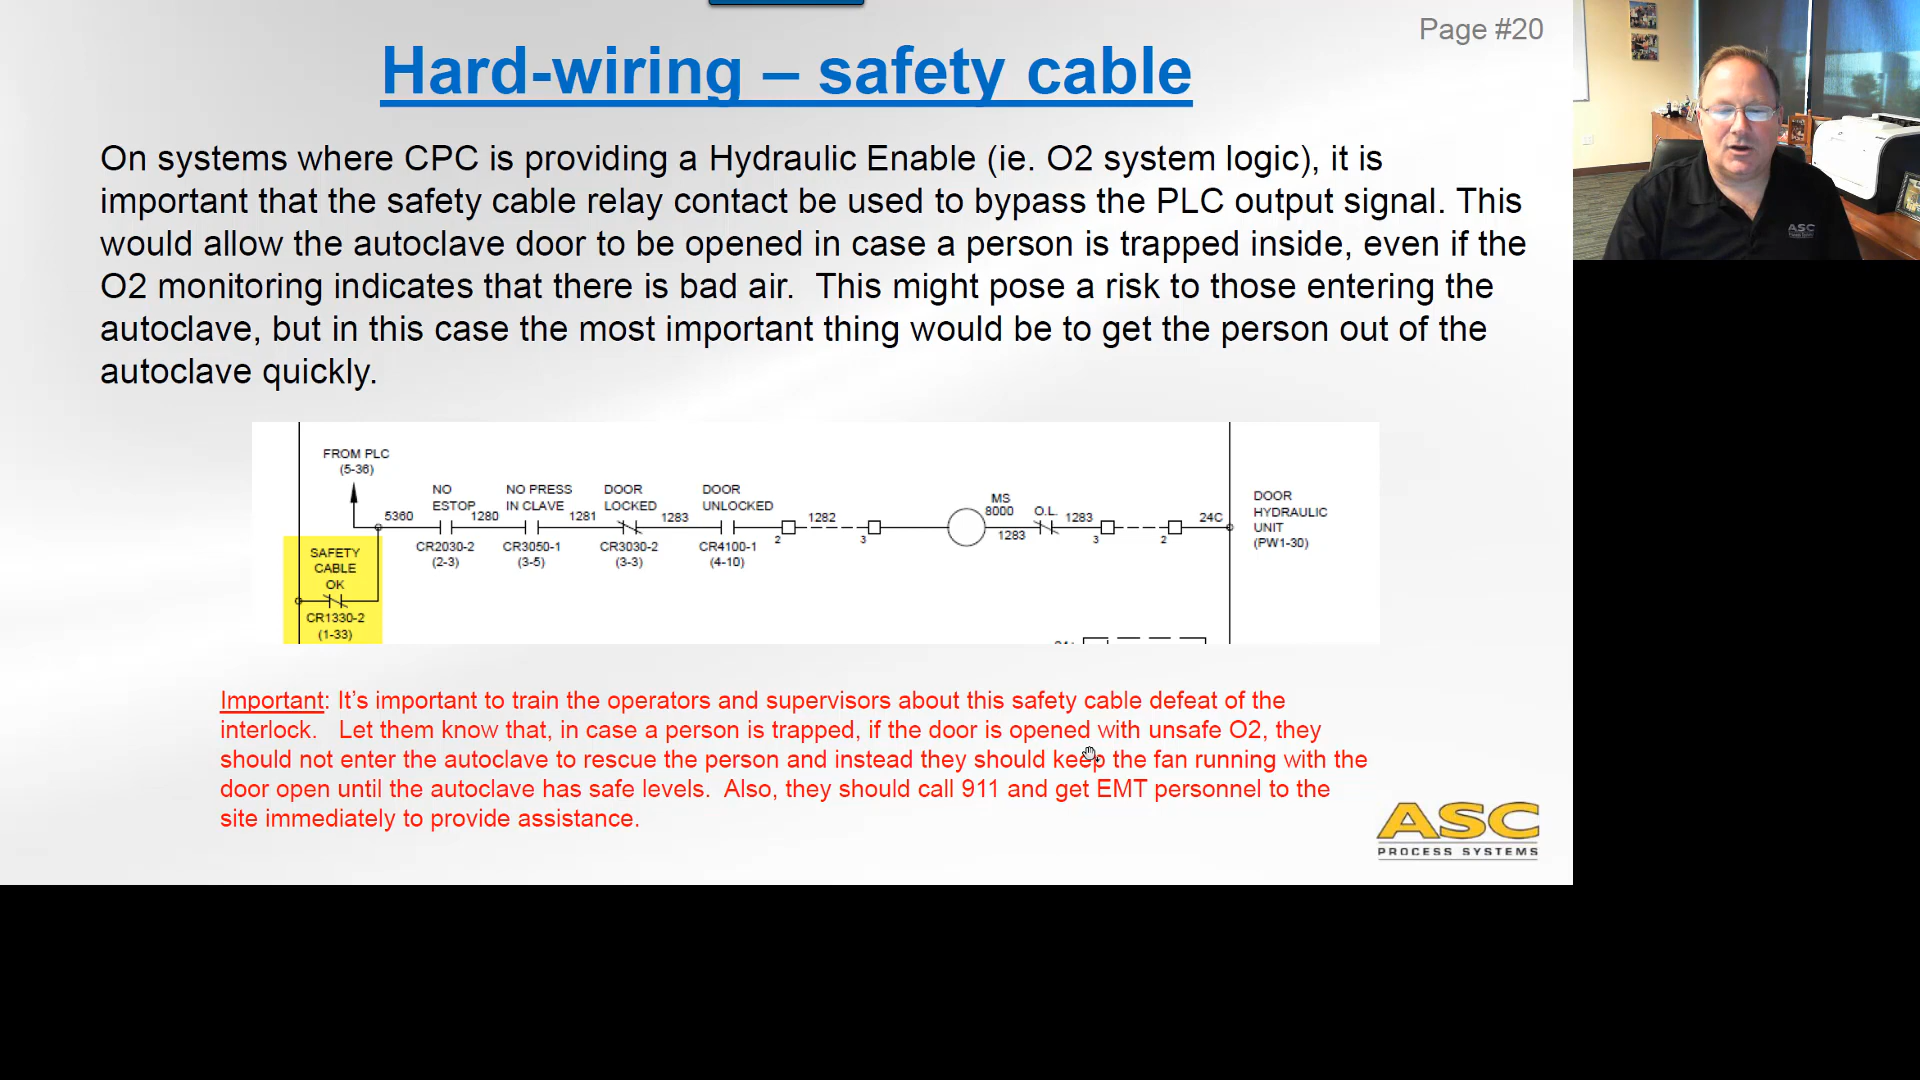 Page #20
Hard-wiring – safety cable
On systems where CPC is providing a Hydraulic Enable (ie. O2 system logic), it is
important that the safety cable relay contact be used to bypass the PLC output signal. This
would allow the autoclave door to be opened in case a person is trapped inside, even if the
O2 monitoring indicates that there is bad air.  This might pose a risk to those entering the
autoclave, but in this case the most important thing would be to get the person out of the
autoclave quickly.
FROM PLC
(5-36)
5360
NO
ESTOP
CR2030-2
(2-3)
1280
NO PRESS
IN CLAVE
CR3050-1
(3-5)
1281
DOOR
LOCKED
CR3030-2
(3-3)
1283
DOOR
UNLOCKED
CR4100-1
(4-10)
2
1282
3
MS
8000
1283
O.L.
1283
3
2
24C
DOOR
HYDRAULIC
UNIT
(PW1-30)
SAFETY
CABLE
OK
CR1330-2
(1-33)
Important: It’s important to train the operators and supervisors about this safety cable defeat of the
interlock.   Let them know that, in case a person is trapped, if the door is opened with unsafe O2, they
should not enter the autoclave to rescue the person and instead they should keep the fan running with the
door open until the autoclave has safe levels.  Also, they should call 911 and get EMT personnel to the
site immediately to provide assistance.
ASC
PROCESS SYSTEMS
ASC